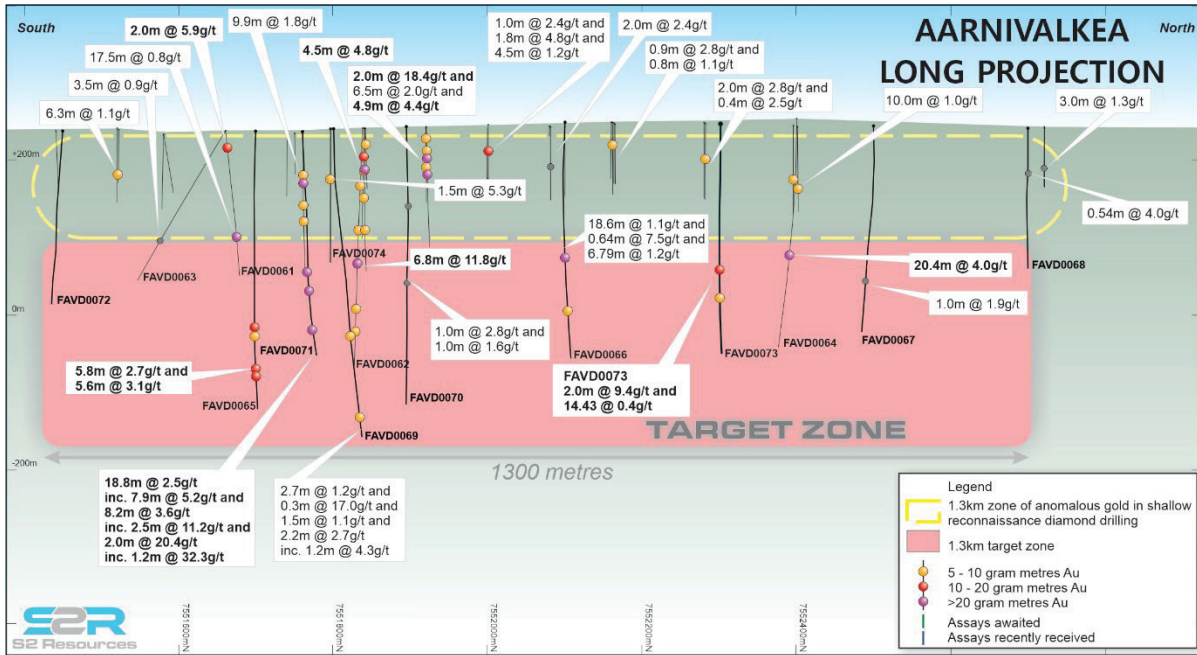 South
2.0m @ 5.9g/t
9.9m @ 1.8g/t
17.5m @ 0.8g/t
3.5m @ 0.9g/t
6.3m @ 1.1g/t
4.5m @ 4.8g/t
2.0m @ 18.4g/t and
6.5m @ 2.0g/t and
4.9m @ 4.4g/t
1.0m @ 2.4g/t and
1.8m @ 4.8g/t and
4.5m @ 1.2g/t
2.0m @ 2.4g/t
0.9m @ 2.8g/t and
0.8m @ 1.1g/t
2.0m @ 2.8g/t and
0.4m @ 2.5g/t
AARNIVALKEA
LONG PROJECTION
North
10.0m @ 1.0g/t
3.0m @ 1.3g/t
+200m
1.5m @ 5.3g/t
0.54m @ 4.0g/t
18.6m @ 1.1g/t and
0.64m @ 7.5g/t and
6.79m @ 1.2g/t
6.8m @ 11.8g/t
20.4m @ 4.0g/t
1.0m @ 1.9g/t
FAVD0072
FAVD0063
FAVD0061
FAVD0074
FAVD0068
0m
1.0m @ 2.8g/t and
1.0m @ 1.6g/t
FAVD0071
FAVD0062
FAVD0066
FAVD0073
FAVD0064
FAVD0067
5.8m @ 2.7g/t and
5.6m @ 3.1g/t
FAVD0065
FAVD0070
FAVD0069
FAVD0073
2.0m @ 9.4g/t and
14.43 @ 0.4g/t
TARGET ZONE
-200m
1300 metres
18.8m @ 2.5g/t
inc. 7.9m @ 5.2g/t and
8.2m @ 3.6g/t
inc. 2.5m @ 11.2g/t and
2.0m @ 20.4g/t
inc. 1.2m @ 32.3g/t
2.7m @ 1.2g/t and
0.3m @ 17.0g/t and
1.5m @ 1.1g/t and
2.2m @ 2.7g/t
inc. 1.2m @ 4.3g/t
Legend
1.3km zone of anomalous gold in shallow
reconnaissance diamond drilling
1.3km target zone
5 - 10 gram metres Au
10 - 20 gram metres Au
>20 gram metres Au
Assays awaited
Assays recently received
S2R
S2 Resources
7551600mN
7551800mN
7552000mN
7552200mN
7552400mN